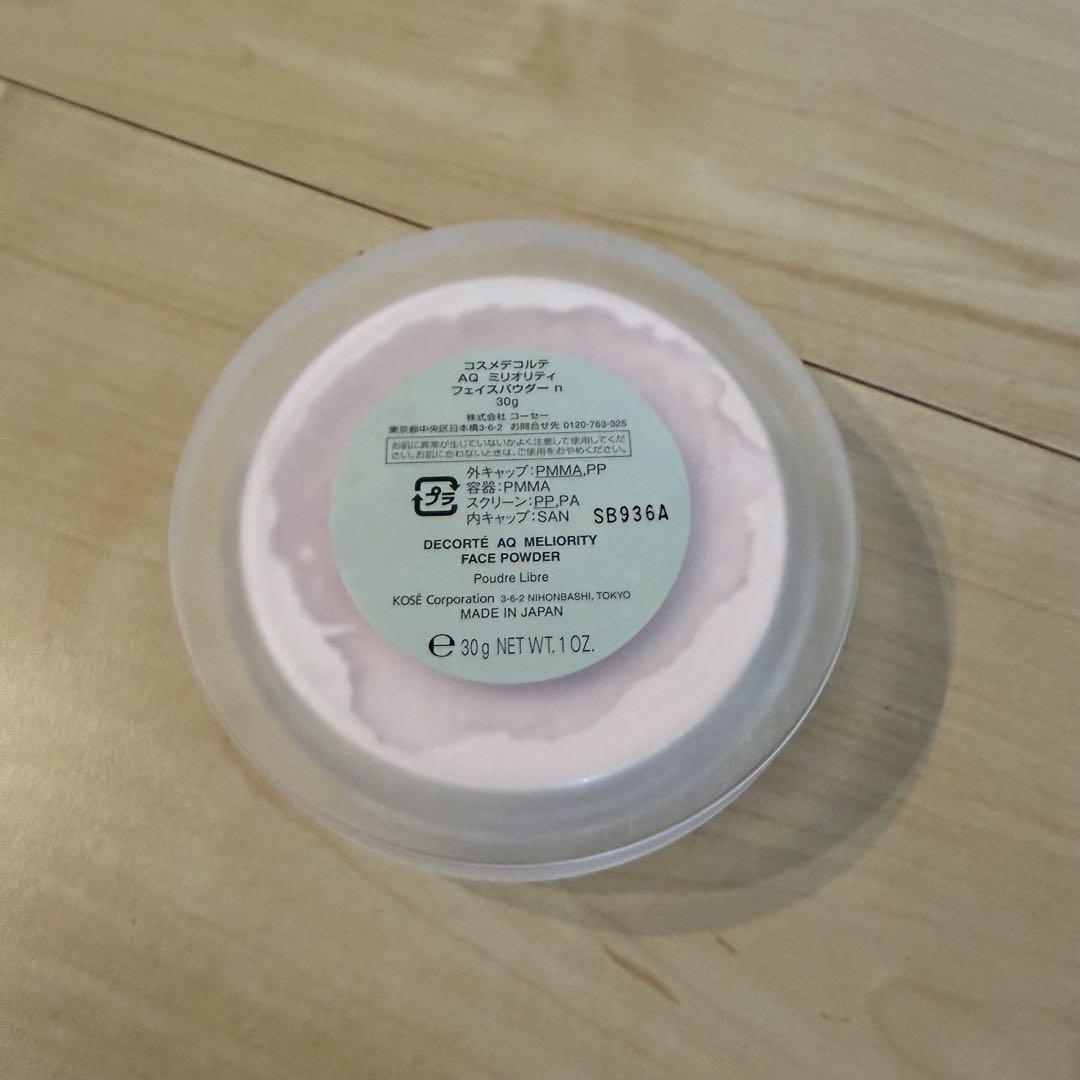 コスメデコルテ
AQ ミリオリティ
フェイスパウダー n
30g
株式会社 コーセー
東京都中央区日本橋3-6-2 お問合せ先 0120-763-325
お肌に異常が生じていないかよく注意して使用してくだ
さい。お肌に合わないときは、ご使用をおやめください。
外キャップ:PMMA,PP
プラ 容器:PMMA
スクリーン:PP,PA
内キャップ:SAN SB936A
DECORTÉ AQ MELIORITY
FACE POWDER
Poudre Libre
KOSÉ Corporation 3-6-2 NIHONBASHI, TOKYO
MADE IN JAPAN
℮ 30g NET WT. 1 OZ.